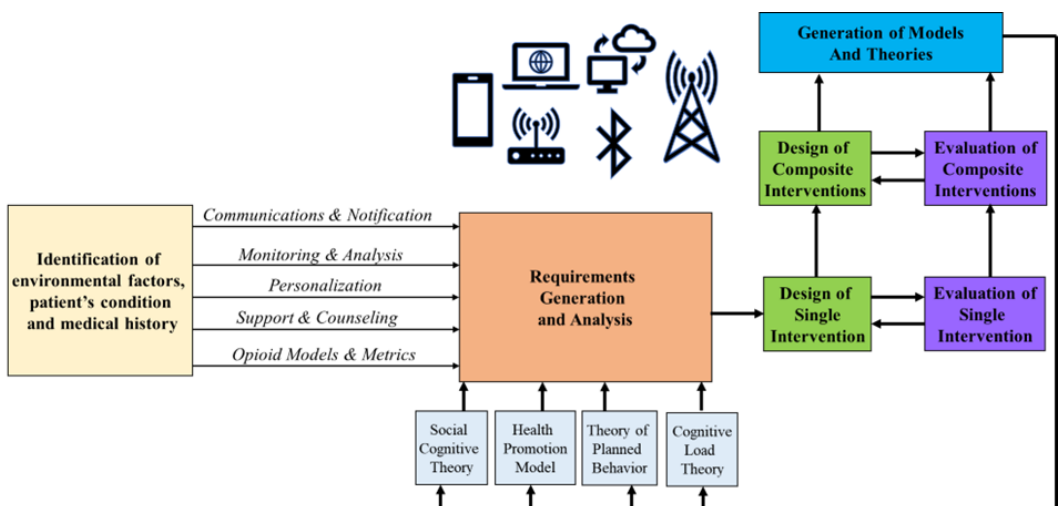 Generation of Models
And Theories
Design of
Composite
Interventions
Evaluation of
Composite
Interventions
Identification of
environmental factors,
patient's condition
and medical history
Communications & Notification
Monitoring & Analysis
Personalization
Support & Counseling
Opioid Models & Metrics
Requirements
Generation
and Analysis
Design of
Single
Intervention
Evaluation of
Single
Intervention
Social
Cognitive
Theory
Health
Promotion
Model
Theory of
Planned
Behavior
Cognitive
Load
Theory